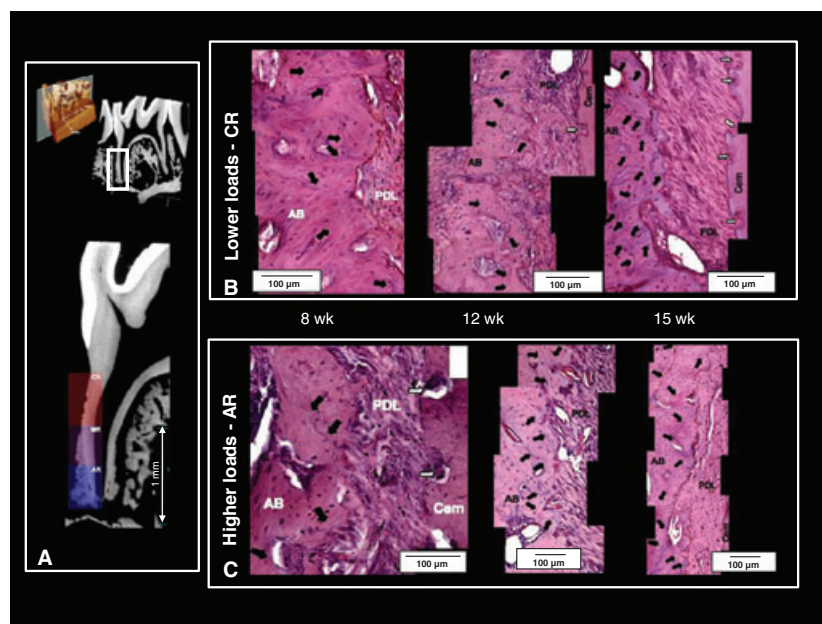 CR
MR
AR
1 mm
A
Lower loads - CR
B
AB
PDL
100 µm
AB
PDL
Cem
100 µm
AB
PDL
Cem
100 µm
8 wk
12 wk
15 wk
Higher loads - AR
C
AB
PDL
Cem
100 µm
AB
PDL
100 µm
AB
PDL
100 µm